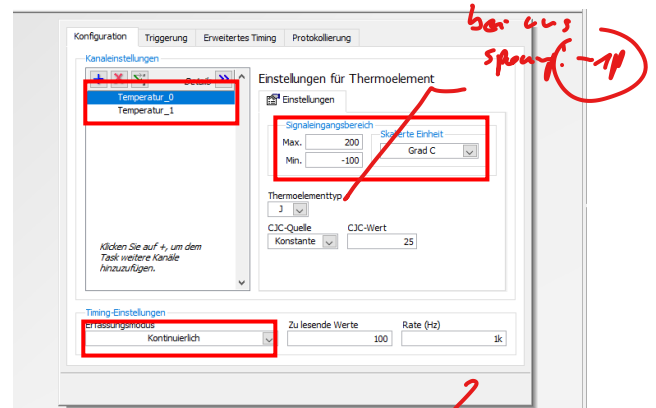 bei uns
Konfiguration Triggerung Erweitertes Timing Protokollierung
Kanaleinstellungen
Details
Temperatur_0
Temperatur_1
Klicken Sie auf +, um dem
Task weitere Kanäle
hinzuzufügen.
Einstellungen für Thermoelement
Einstellungen
Signaleingangsbereich
Max. 200
Min. -100
Skalierte Einheit
Grad C
Thermoelementtyp
J
CJC-Quelle CJC-Wert
Konstante 25
Timing-Einstellungen
Erfassungsmodus Zu lesende Werte Rate (Hz)
Kontinuierlich 100 1k